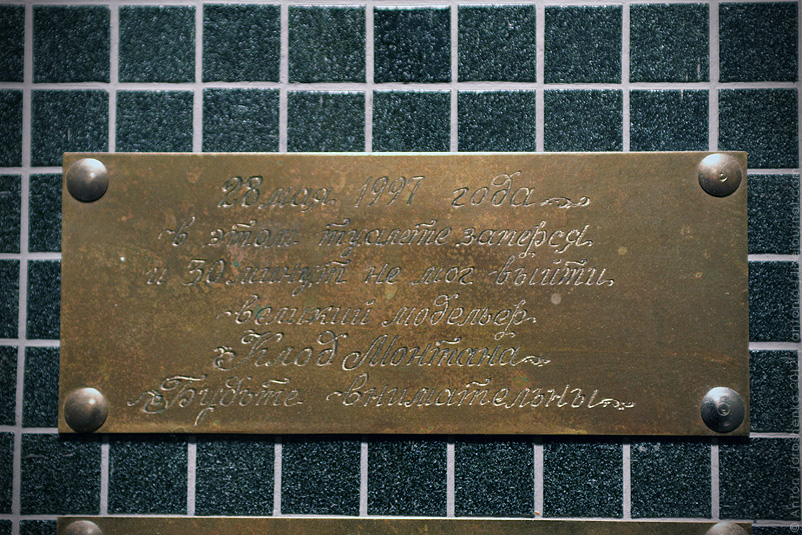 28 мая 1997 года
в этом туалете заперся
и 30 минут не мог выйти
великий модельер
Клод Монтана
Будьте внимательны